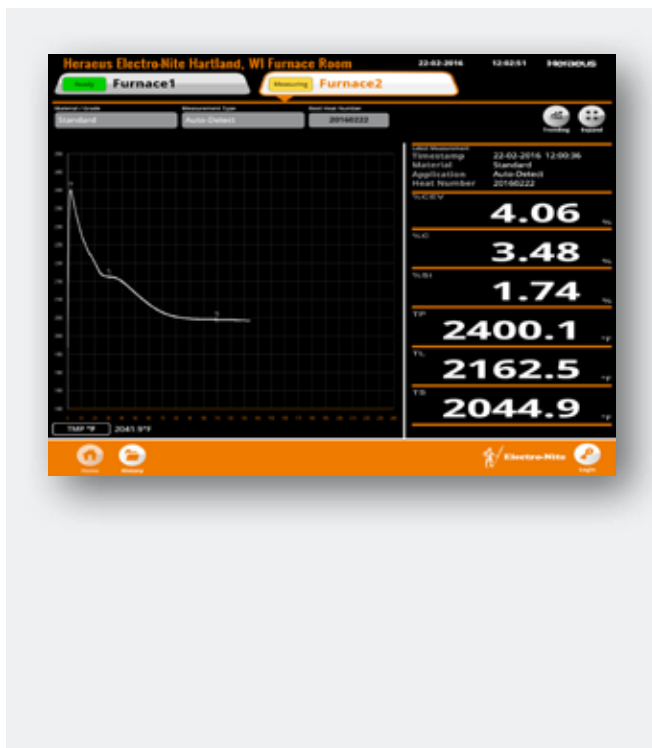 Heraeus Electro-Nite Hartland, WI Furnace Room 22-02-2016 12:02:51 Heraeus
Ready Furnace1 Measuring Furnace2
Material / Grade Measurement Type Next Heat Number
Standard Auto-Detect 20160222
Trending Expand
Latest Measurement
Timestamp 22-02-2016 12:00:36
Material Standard
Application Auto-Detect
Heat Number 20160222
%CEV
4.06 %
%C
3.48 %
%Si
1.74 %
TP
2400.1 °F
TL
2162.5 °F
TS
2044.9 °F
TMP °F 2041.9°F
Home History Electro-Nite Login